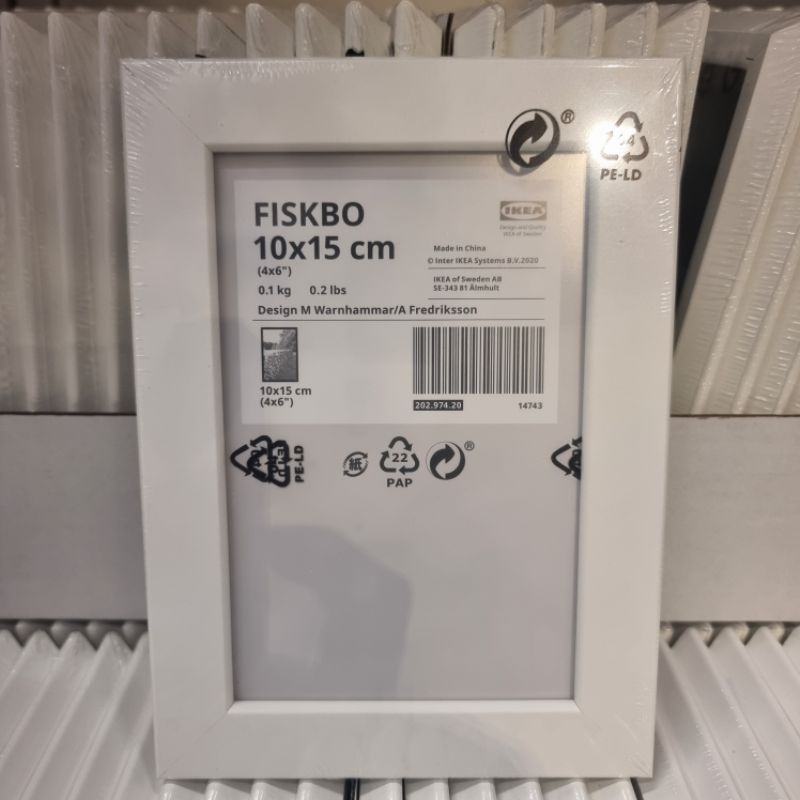 ®
PE-LD
FISKBO
10x15 cm
(4x6")
0.1 kg 0.2 lbs
IKEA
Design and Quality
IKEA of Sweden
Made in China
© Inter IKEA Systems B.V. 2020
IKEA of Sweden AB
SE-343 81 Älmhult
Design M Warnhammar/A Fredriksson
10x15 cm
(4x6")
202.974.20 14743
PE-LD
紙
22
PAP
®